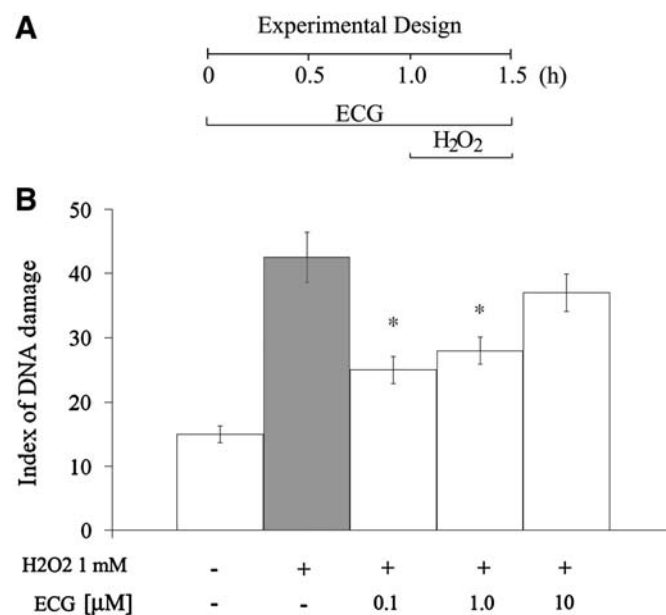 A
Experimental Design
0 0.5 1.0 1.5 (h)
ECG
H₂O₂
B
50
40
30
20
10
0
Index of DNA damage
* *
H2O2 1 mM - + + + +
ECG [μM] - - 0.1 1.0 10